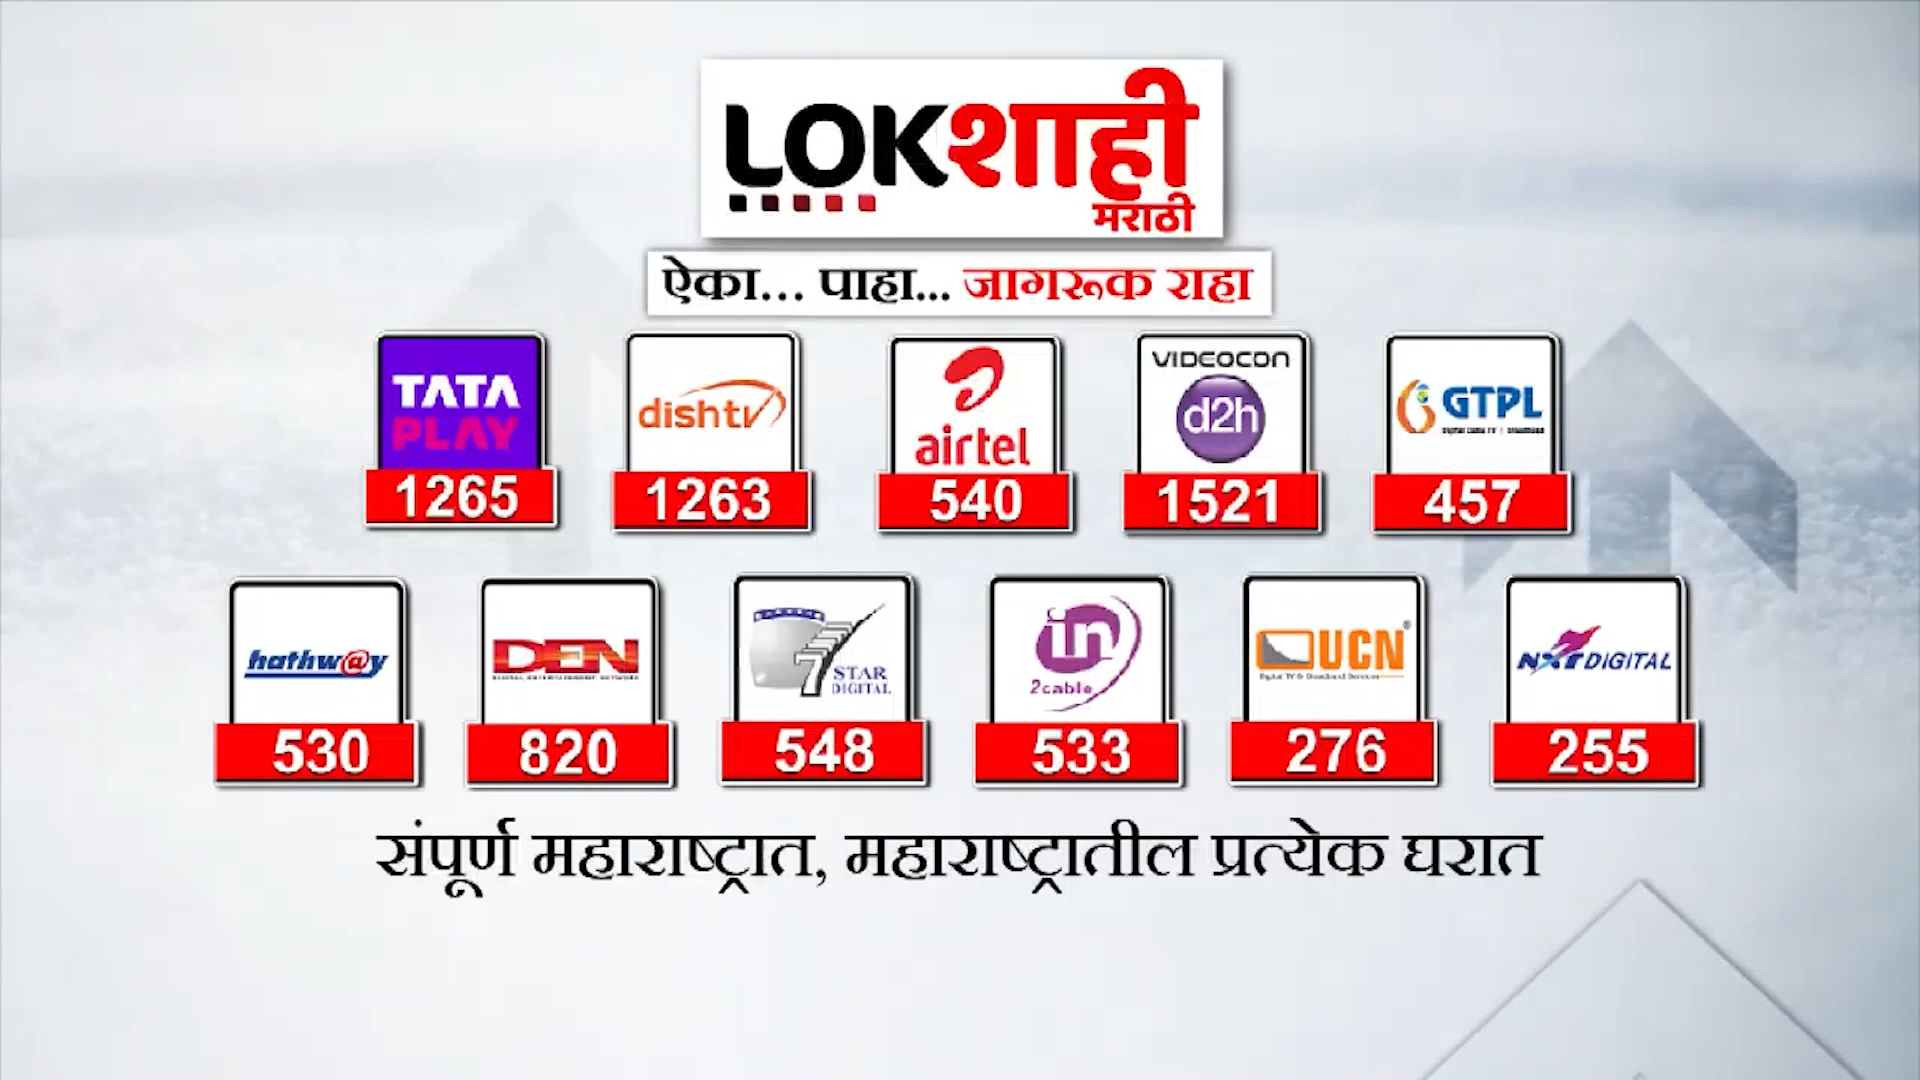 LOKशाही
मराठी
ऐका... पाहा... जागरूक राहा
TATA
PLAY
1265
dishtv
1263
airtel
540
VIDEOCON
d2h
1521
GTPL
457
hathw@y
530
DEN
820
7 STAR
DIGITAL
548
in
2cable
533
UCN
276
NXT DIGITAL
255
संपूर्ण महाराष्ट्रात, महाराष्ट्रातील प्रत्येक घरात